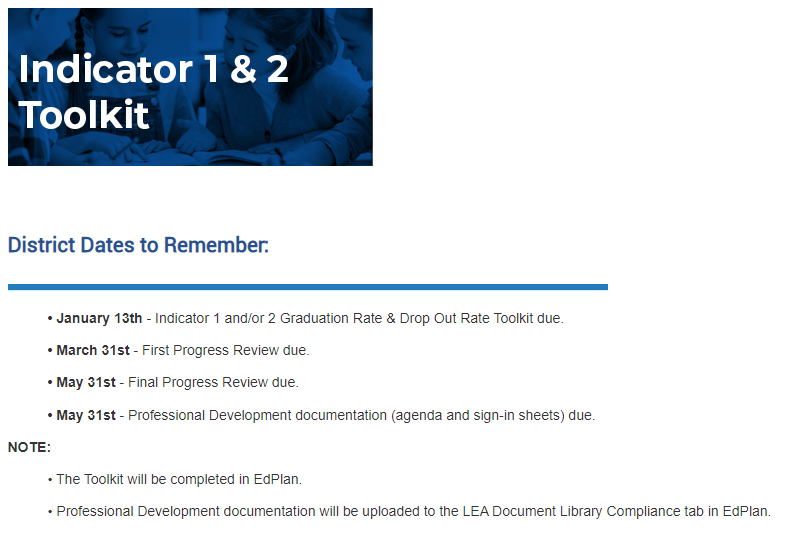 Indicator 1 & 2
Toolkit
District Dates to Remember:
• January 13th - Indicator 1 and/or 2 Graduation Rate & Drop Out Rate Toolkit due.
• March 31st - First Progress Review due.
• May 31st - Final Progress Review due.
• May 31st - Professional Development documentation (agenda and sign-in sheets) due.
NOTE:
• The Toolkit will be completed in EdPlan.
• Professional Development documentation will be uploaded to the LEA Document Library Compliance tab in EdPlan.